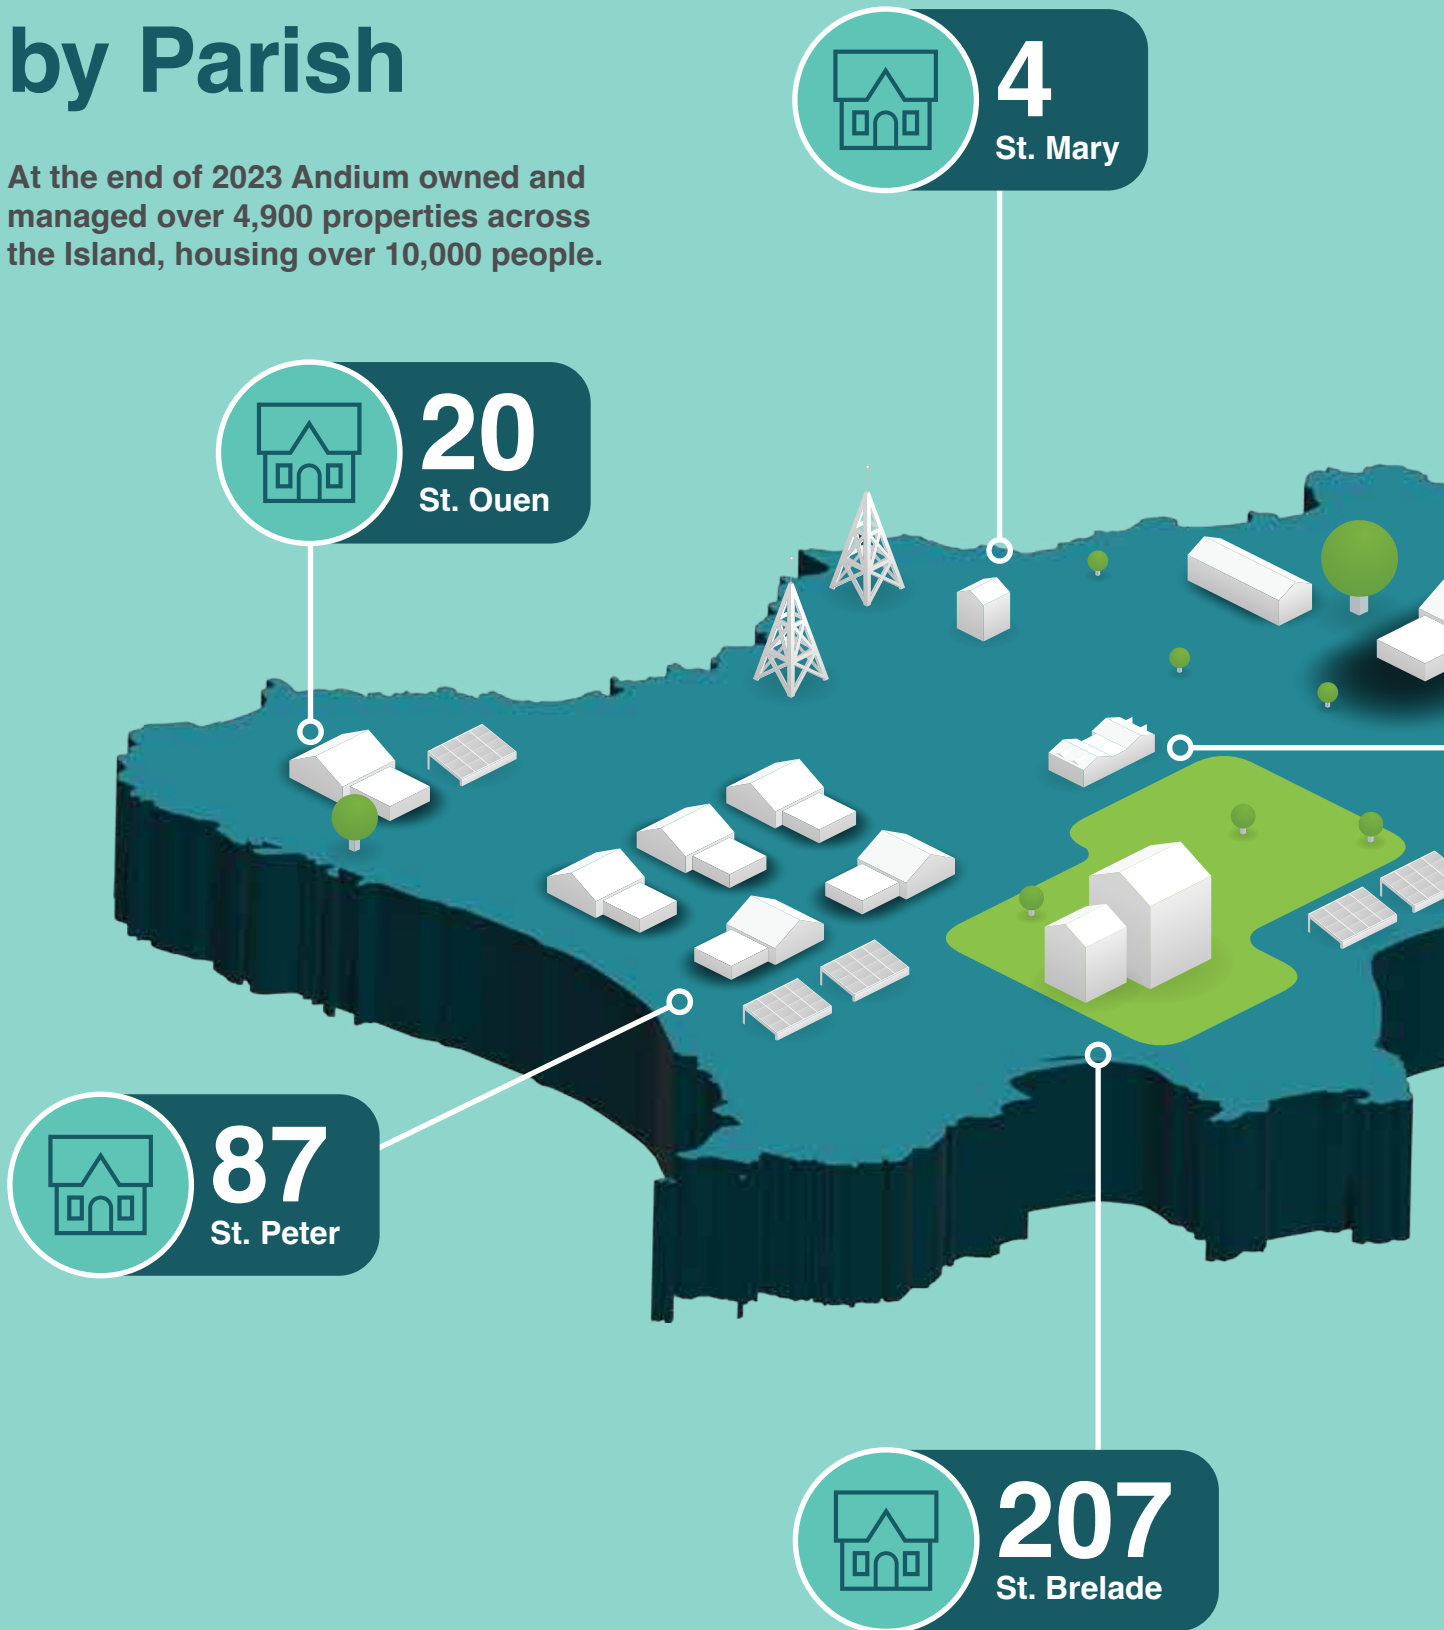 by Parish
At the end of 2023 Andium owned and
managed over 4,900 properties across
the Island, housing over 10,000 people.
4
St. Mary
20
St. Ouen
87
St. Peter
207
St. Brelade